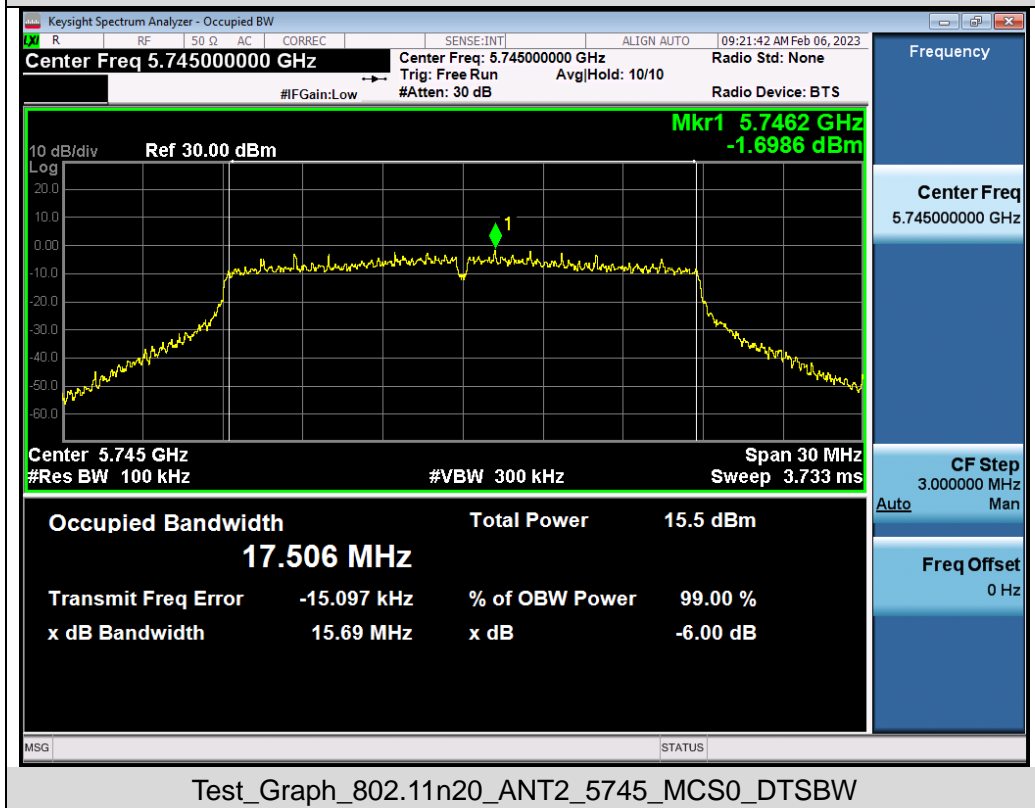 Keysight Spectrum Analyzer - Occupied BW
LXI R RF 50 Ω AC CORREC SENSE:INT ALIGN AUTO 09:21:42 AM Feb 06, 2023
Center Freq 5.745000000 GHz
Center Freq: 5.745000000 GHz Radio Std: None
Trig: Free Run Avg|Hold: 10/10
#IFGain:Low #Atten: 30 dB Radio Device: BTS
Frequency
Mkr1 5.7462 GHz
-1.6986 dBm
10 dB/div Ref 30.00 dBm
Log
20.0
10.0
0.00
-10.0
-20.0
-30.0
-40.0
-50.0
-60.0
1
Center 5.745 GHz Span 30 MHz
#Res BW 100 kHz #VBW 300 kHz Sweep 3.733 ms
Occupied Bandwidth Total Power 15.5 dBm
17.506 MHz
Transmit Freq Error -15.097 kHz % of OBW Power 99.00 %
x dB Bandwidth 15.69 MHz x dB -6.00 dB
Center Freq
5.745000000 GHz
CF Step
3.000000 MHz
Auto Man
Freq Offset
0 Hz
MSG STATUS
Test_Graph_802.11n20_ANT2_5745_MCS0_DTSBW